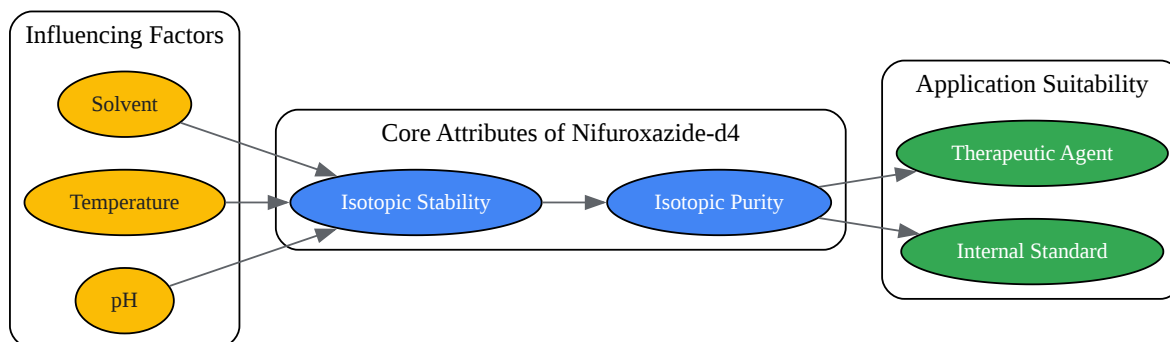 Influencing Factors
Solvent
Temperature
pH
Core Attributes of Nifuroxazide-d4
Isotopic Stability
Isotopic Purity
Application Suitability
Therapeutic Agent
Internal Standard